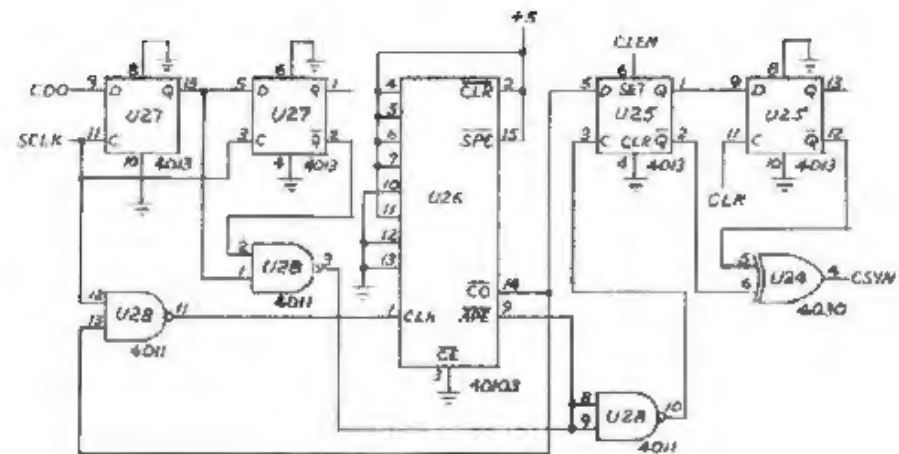 +5
CLEN
8
8
6
8
CDO 9 D Q 13 5 D Q 1
4 CLR 2
5 D SET Q 1 9 D Q 13
U27 U27
5
U25 U25
SCLK 11 C 3 C Q 2
6 SPE 15
3 C CLR Q 2 11 C Q 12
7
10 4013 4 4013
10 U26
4 4013 10 4013
11
CLK
12
2 U28 3
13
5 U24 4 CSYN
1
6
4011
CO 14
4030
12 U28 11 1 CLK XPE 9
13
4011
CE
3 40103
8 U28 10
9
4011